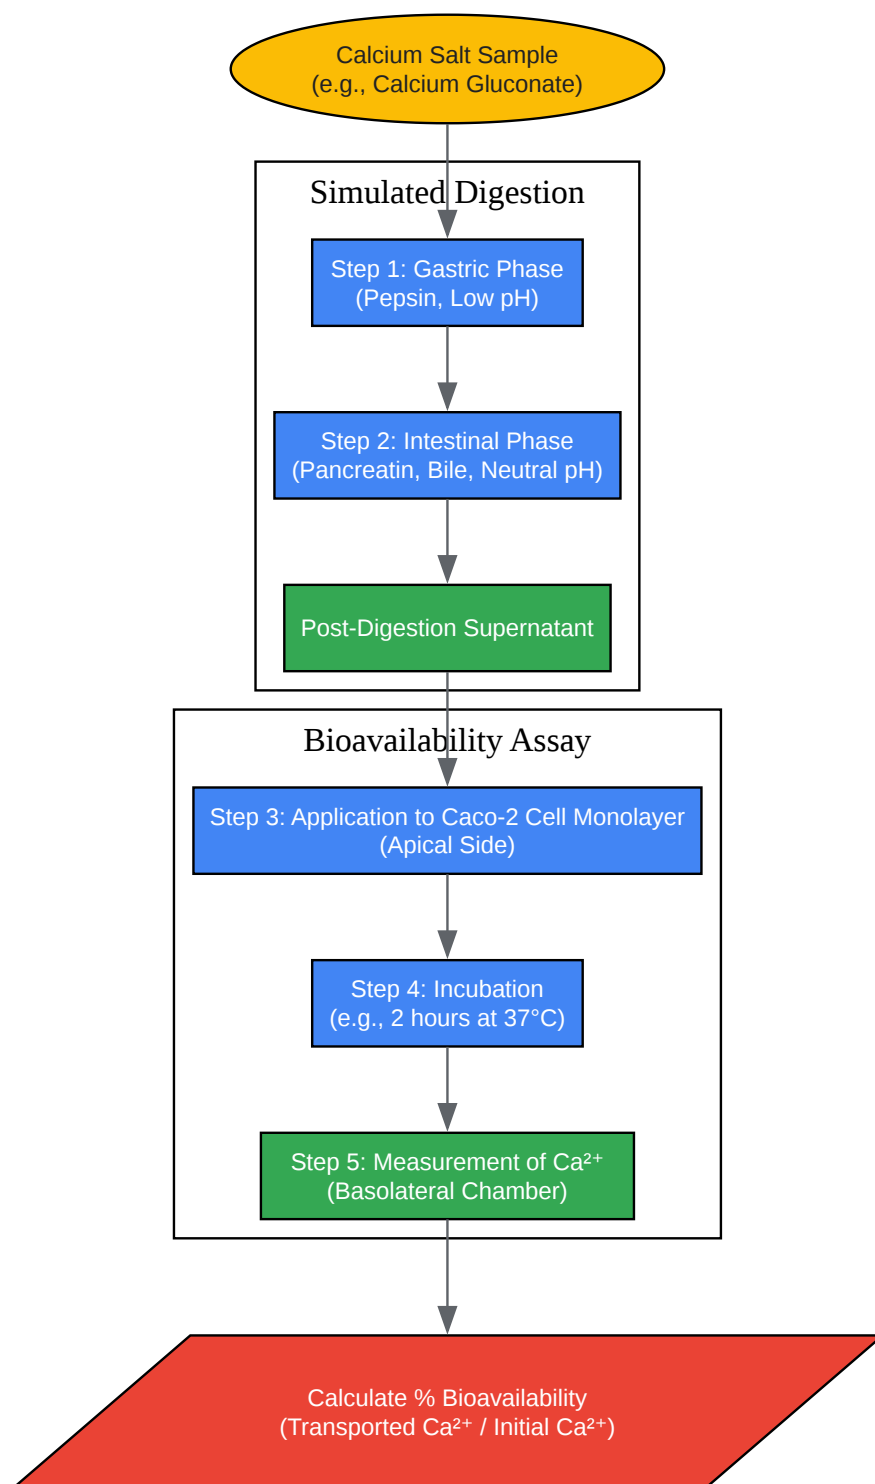 Calcium Salt Sample
(e.g., Calcium Gluconate)
Simulated Digestion
Step 1: Gastric Phase
(Pepsin, Low pH)
Step 2: Intestinal Phase
(Pancreatin, Bile, Neutral pH)
Post-Digestion Supernatant
Bioavailability Assay
Step 3: Application to Caco-2 Cell Monolayer
(Apical Side)
Step 4: Incubation
(e.g., 2 hours at 37°C)
Step 5: Measurement of Ca²⁺
(Basolateral Chamber)
Calculate % Bioavailability
(Transported Ca²⁺ / Initial Ca²⁺)